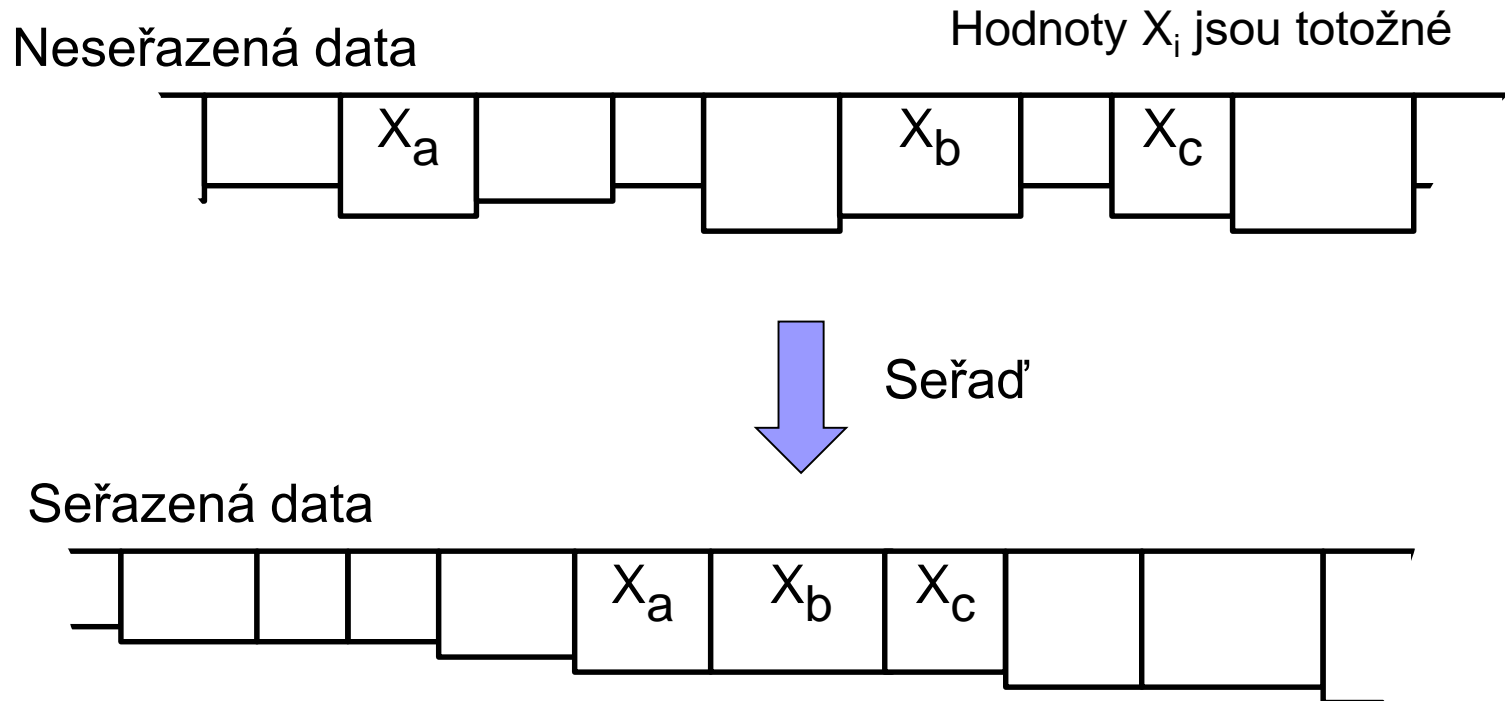 Hodnoty Xi jsou totožné
Neseřazená data
Xa Xb Xc
Seřaď
Seřazená data
Xa Xb Xc